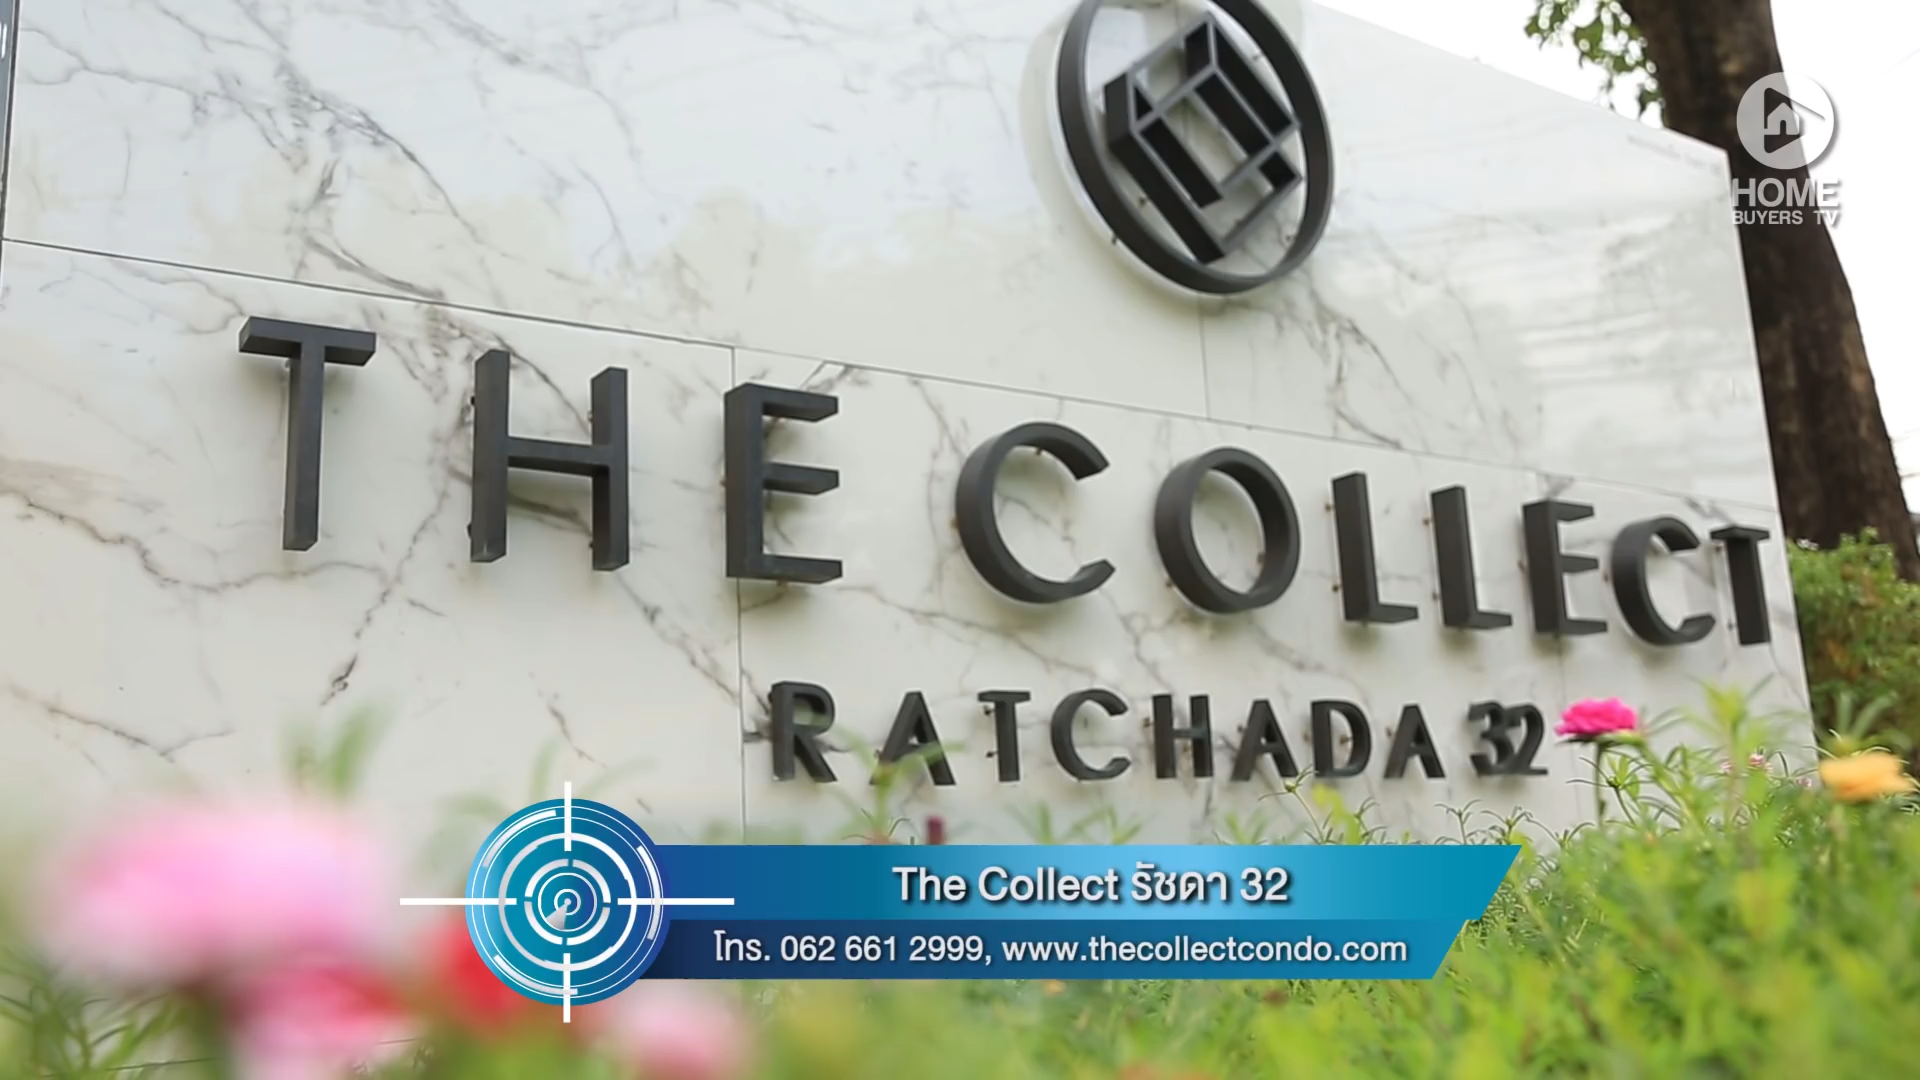 HOME
BUYERS TV
THE COLLECT
RATCHADA 32
The Collect รัชดา 32
โทร. 062 661 2999, www.thecollectcondo.com